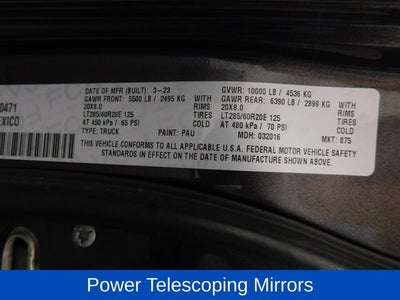 DATE OF MFR (BUILT): 3-23 GVWR: 10000 LB / 4536 KG
GAWR FRONT: 5500 LB / 2495 KG WITH GAWR REAR: 6390 LB / 2899 KG WITH
20X8.0 RIMS 20X8.0 RIMS
0471 LT285/60R20E 125 TIRES LT285/60R20E 125 TIRES
EXICO AT 450 kPa / 65 PSI COLD AT 480 kPa / 70 PSI COLD
TYPE: TRUCK PAINT: PAU MDH: 032016 MKT: 875
THIS VEHICLE CONFORMS TO ALL APPLICABLE U.S.A. FEDERAL MOTOR VEHICLE SAFETY
STANDARDS IN EFFECT ON THE DATE OF MANUFACTURE SHOWN ABOVE.
Power Telescoping Mirrors